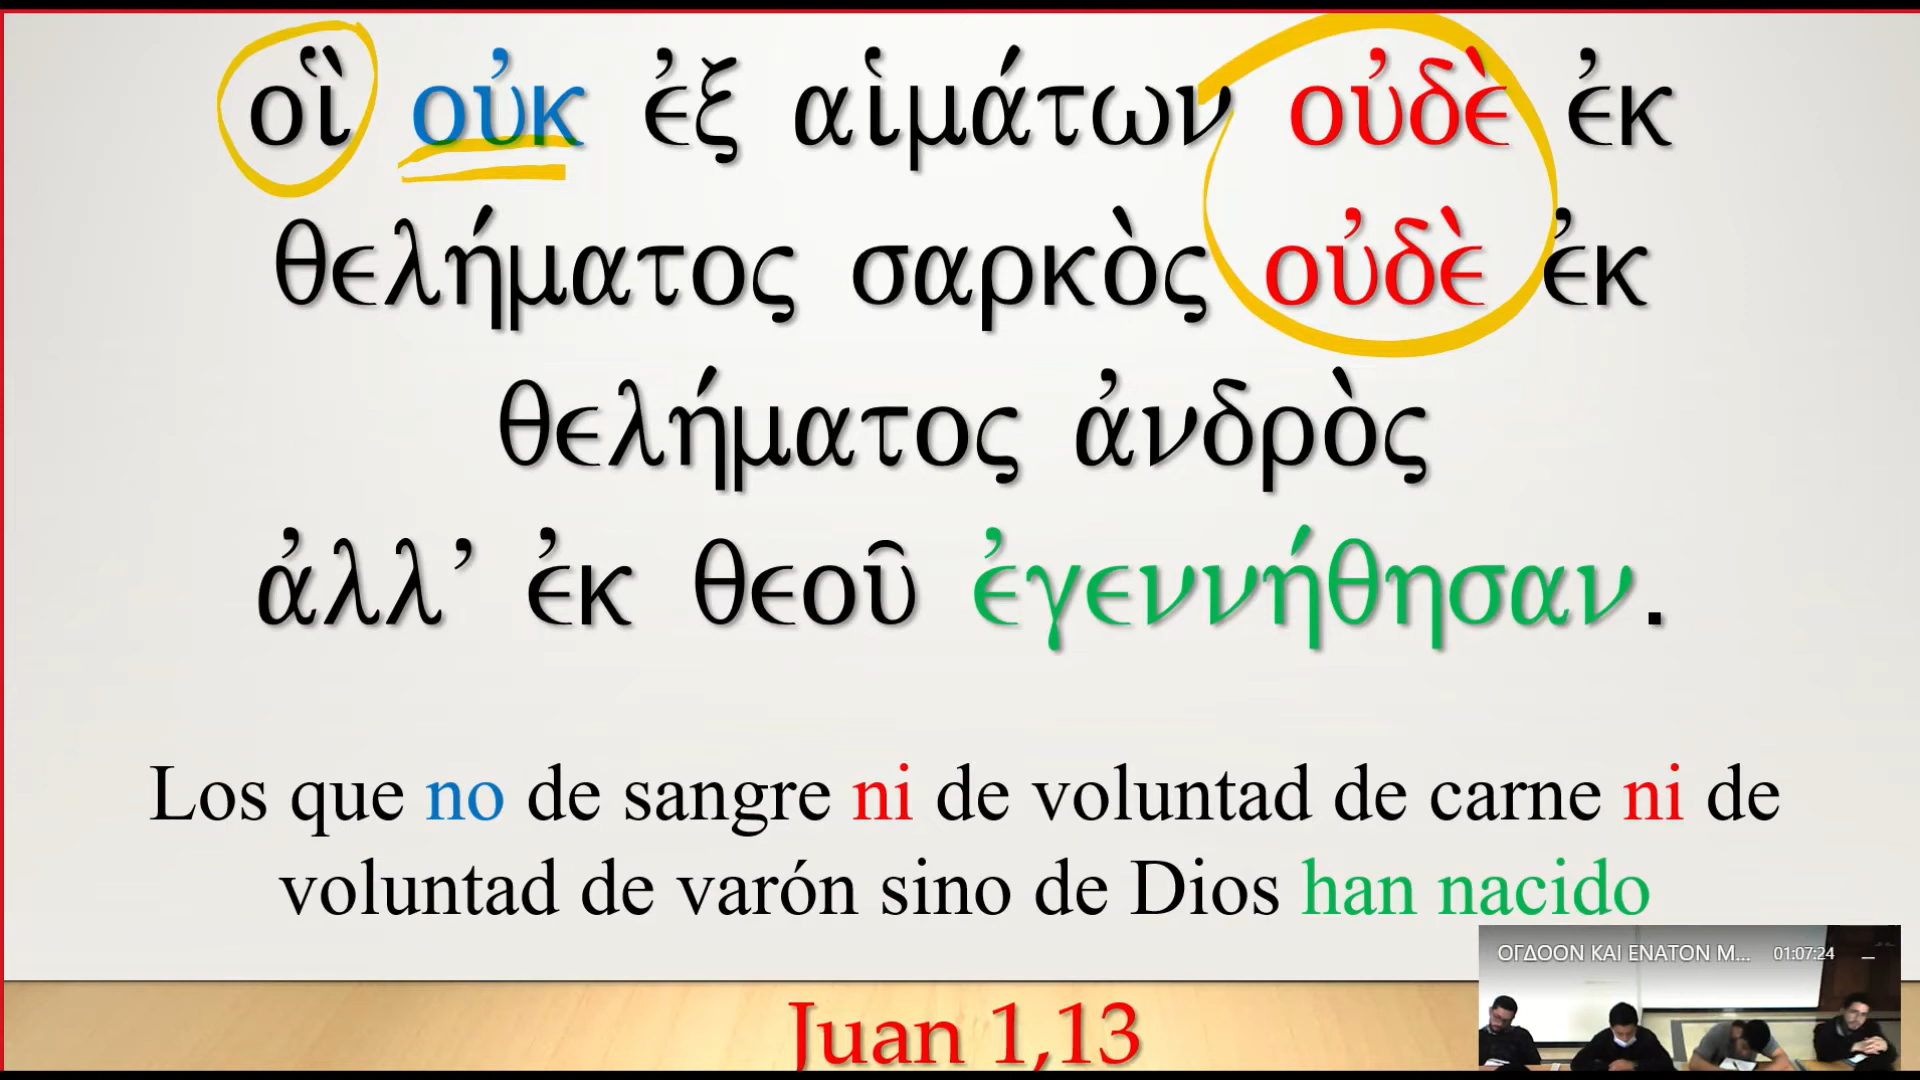 οἳ οὐκ ἐξ αἱμάτων οὐδὲ ἐκ
θελήματος σαρκὸς οὐδὲ ἐκ
θελήματος ἀνδρὸς
ἀλλ’ ἐκ θεοῦ ἐγεννήθησαν.
Los que no de sangre ni de voluntad de carne ni de
voluntad de varón sino de Dios han nacido
ΟΓΔΟΟΝ ΚΑΙ ΕΝΑΤΟΝ Μ... 01:07:24
Juan 1,13